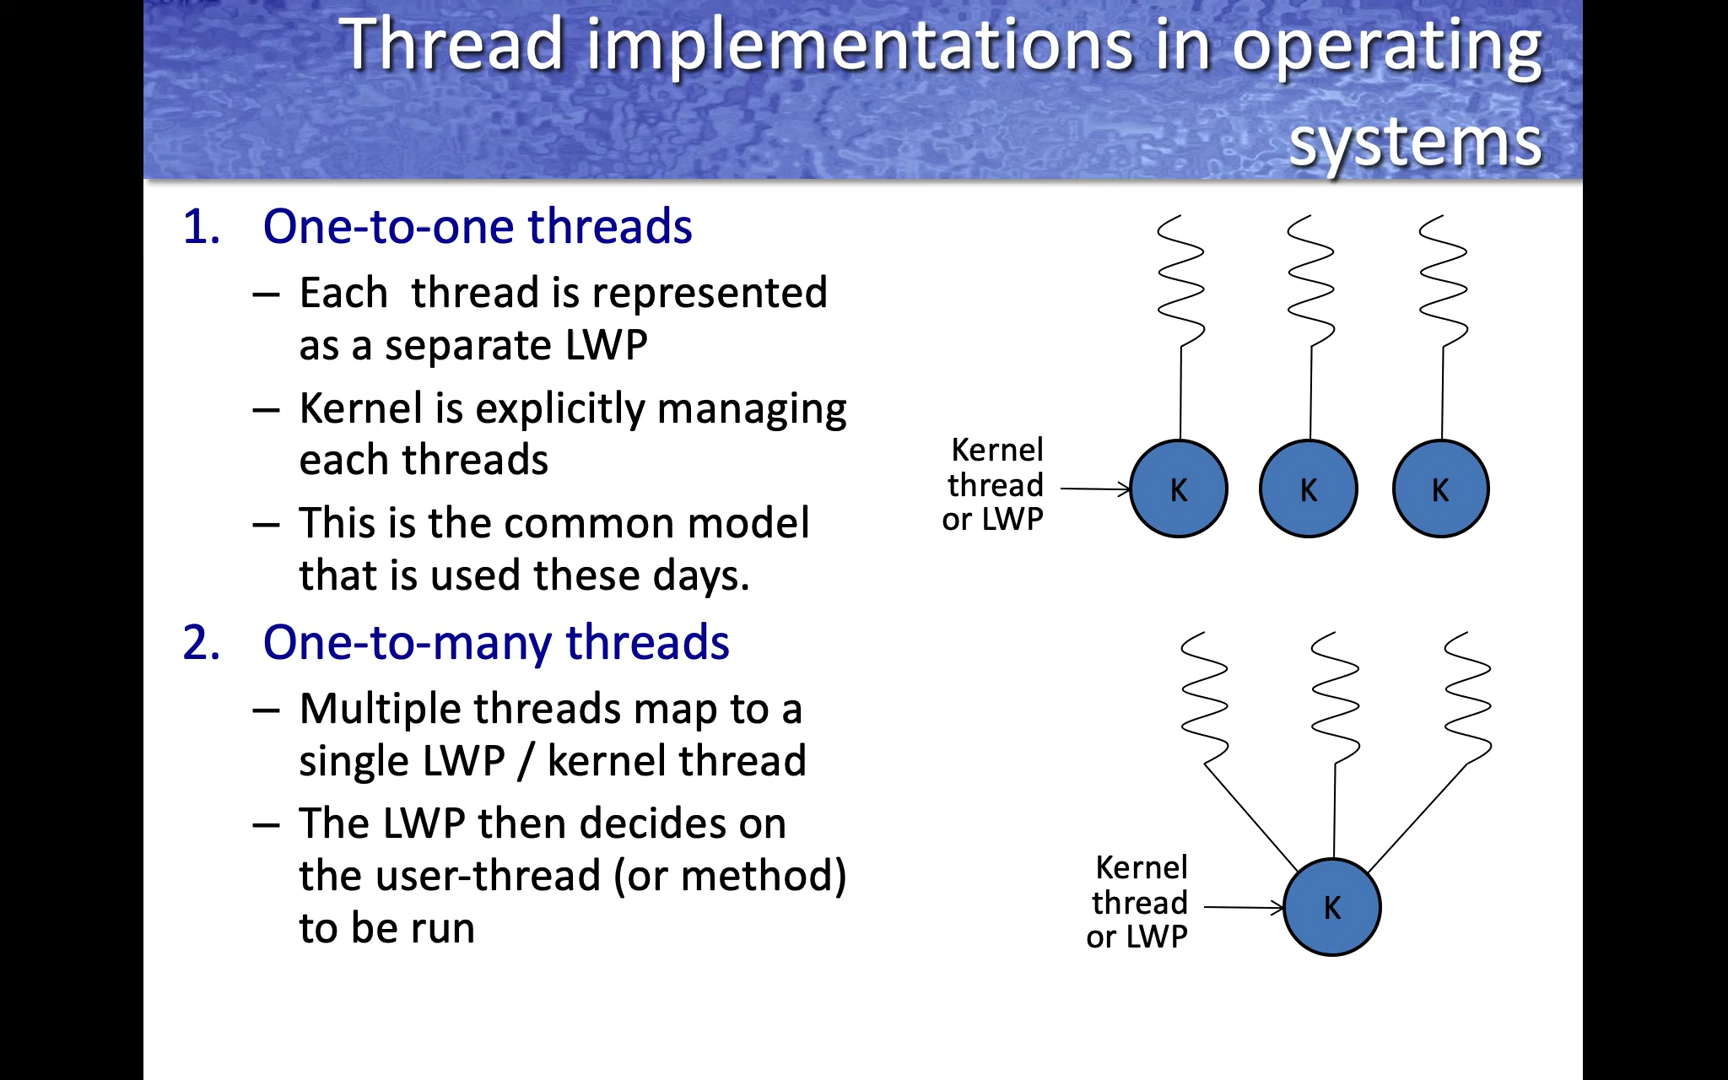 Thread implementations in operating
systems
1. One-to-one threads
– Each  thread is represented
as a separate LWP
– Kernel is explicitly managing
each threads
– This is the common model
that is used these days.
2. One-to-many threads
– Multiple threads map to a
single LWP / kernel thread
– The LWP then decides on
the user-thread (or method)
to be run
Kernel
thread
or LWP
K K K
Kernel
thread
or LWP
K